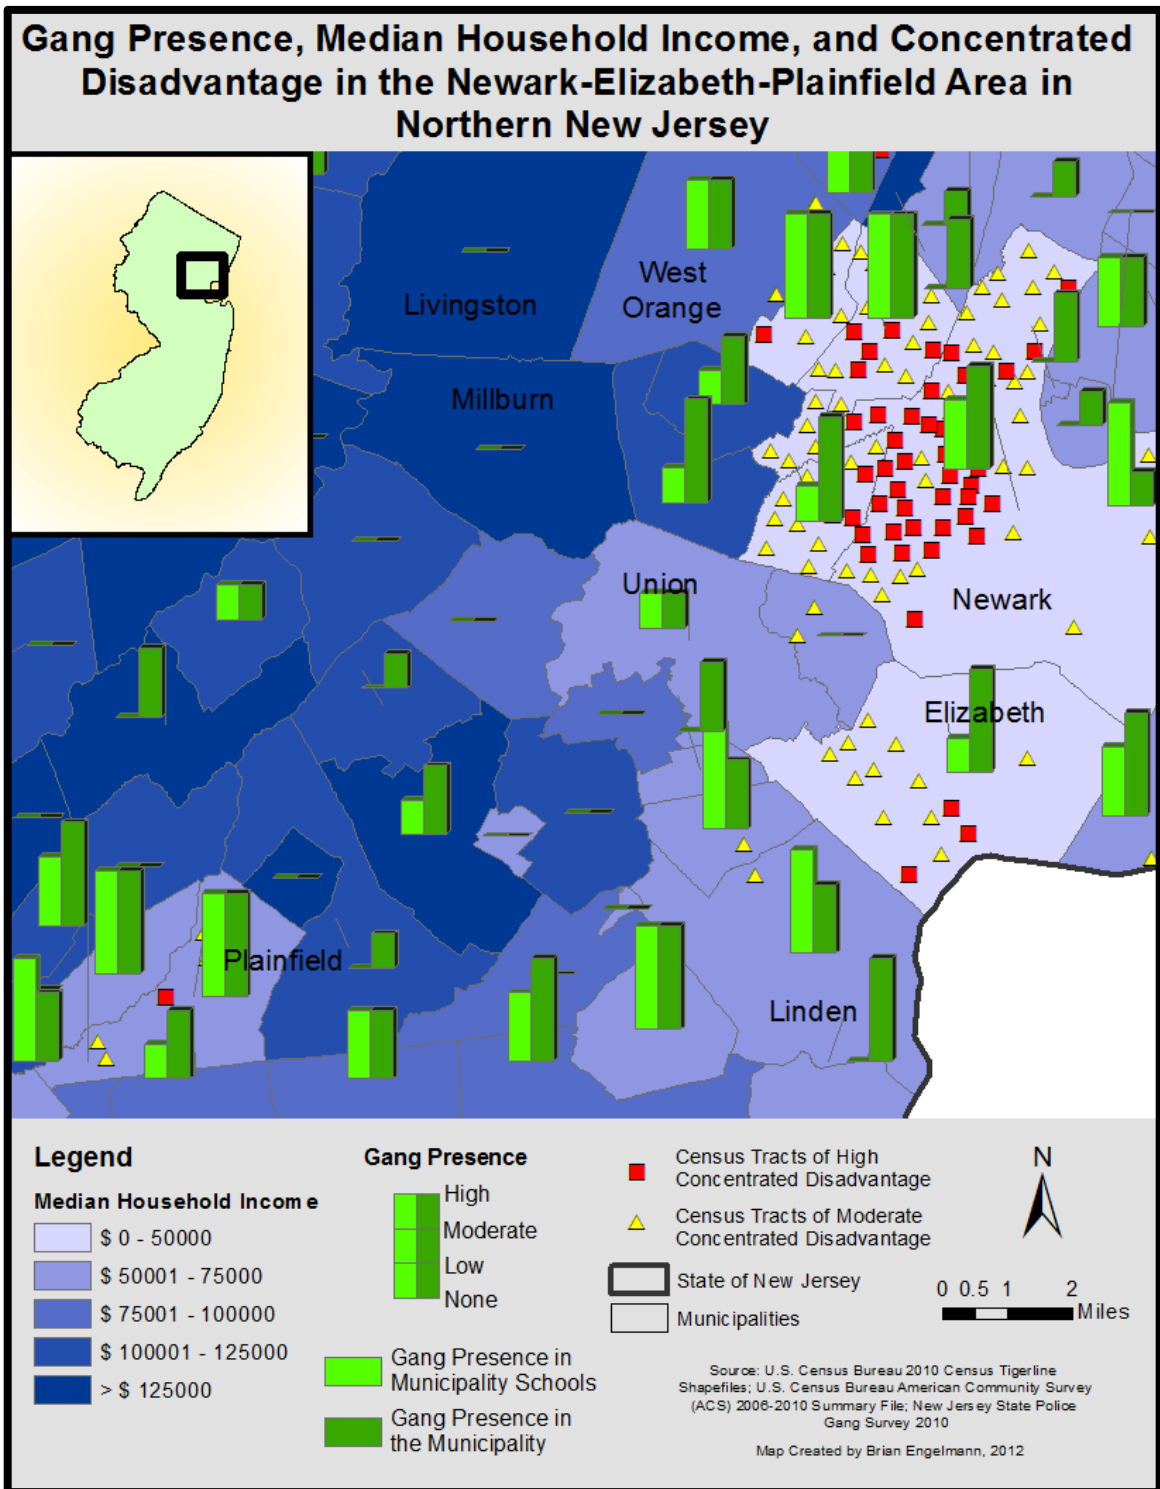 Gang Presence, Median Household Income, and Concentrated
Disadvantage in the Newark-Elizabeth-Plainfield Area in
Northern New Jersey
West
Orange
Livingston
Millburn
Union
Newark
Elizabeth
Plainfield
Linden
Legend
Median Household Income
$ 0 - 50000
$ 50001 - 75000
$ 75001 - 100000
$ 100001 - 125000
> $ 125000
Gang Presence
High
Moderate
Low
None
Gang Presence in
Municipality Schools
Gang Presence in
the Municipality
Census Tracts of High
Concentrated Disadvantage
Census Tracts of Moderate
Concentrated Disadvantage
State of New Jersey
Municipalities
N
0 0.5 1 2
Miles
Source: U.S. Census Bureau 2010 Census Tigerline
Shapefiles; U.S. Census Bureau American Community Survey
(ACS) 2006-2010 Summary File; New Jersey State Police
Gang Survey 2010
Map Created by Brian Engelmann, 2012